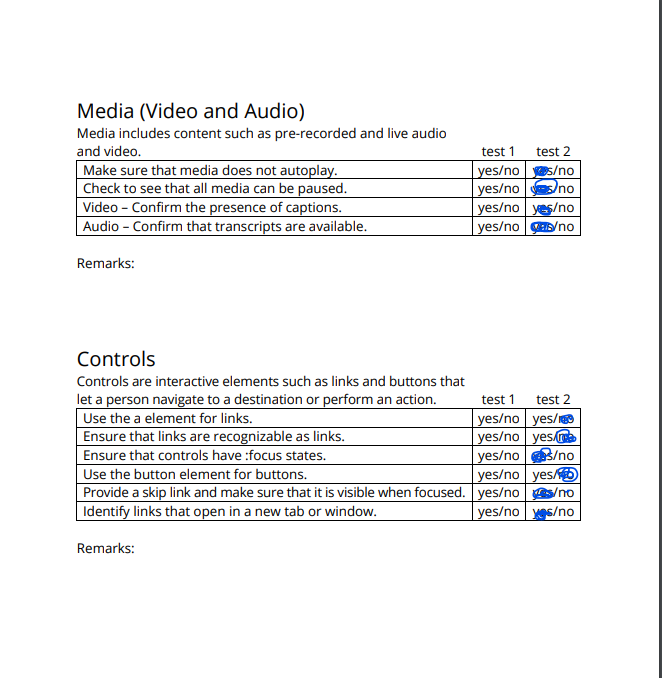 Media (Video and Audio)
Media includes content such as pre-recorded and live audio
and video. test 1 test 2
Make sure that media does not autoplay. yes/no yes/no
Check to see that all media can be paused. yes/no yes/no
Video – Confirm the presence of captions. yes/no yes/no
Audio – Confirm that transcripts are available. yes/no yes/no
Remarks:
Controls
Controls are interactive elements such as links and buttons that
let a person navigate to a destination or perform an action. test 1 test 2
Use the a element for links. yes/no yes/no
Ensure that links are recognizable as links. yes/no yes/no
Ensure that controls have :focus states. yes/no yes/no
Use the button element for buttons. yes/no yes/no
Provide a skip link and make sure that it is visible when focused. yes/no yes/no
Identify links that open in a new tab or window. yes/no yes/no
Remarks: